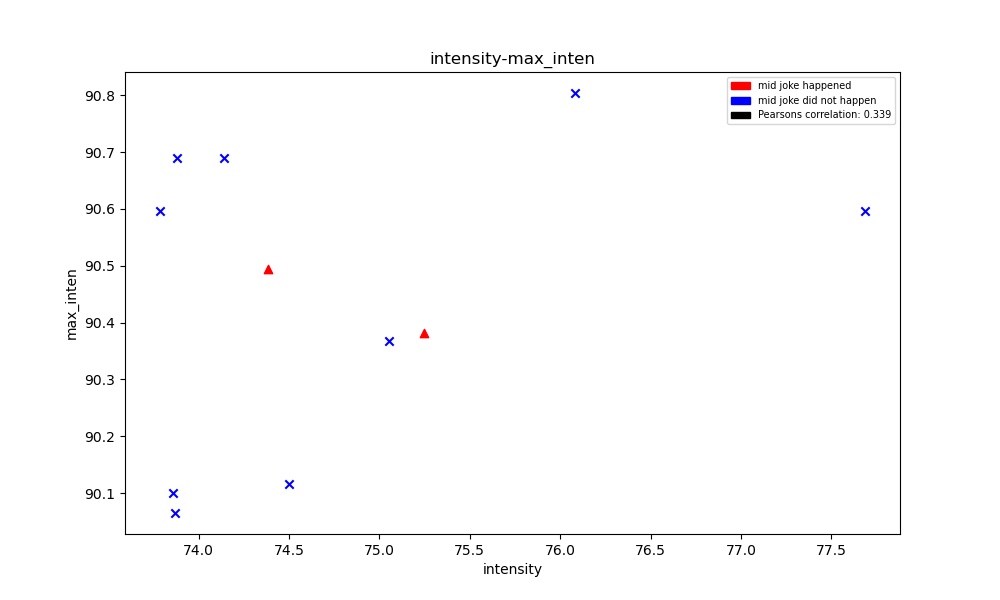 intensity-max_inten
mid joke happened
mid joke did not happen
Pearsons correlation: 0.339
90.8
90.7
90.6
90.5
90.4
90.3
90.2
90.1
max_inten
74.0 74.5 75.0 75.5 76.0 76.5 77.0 77.5
intensity